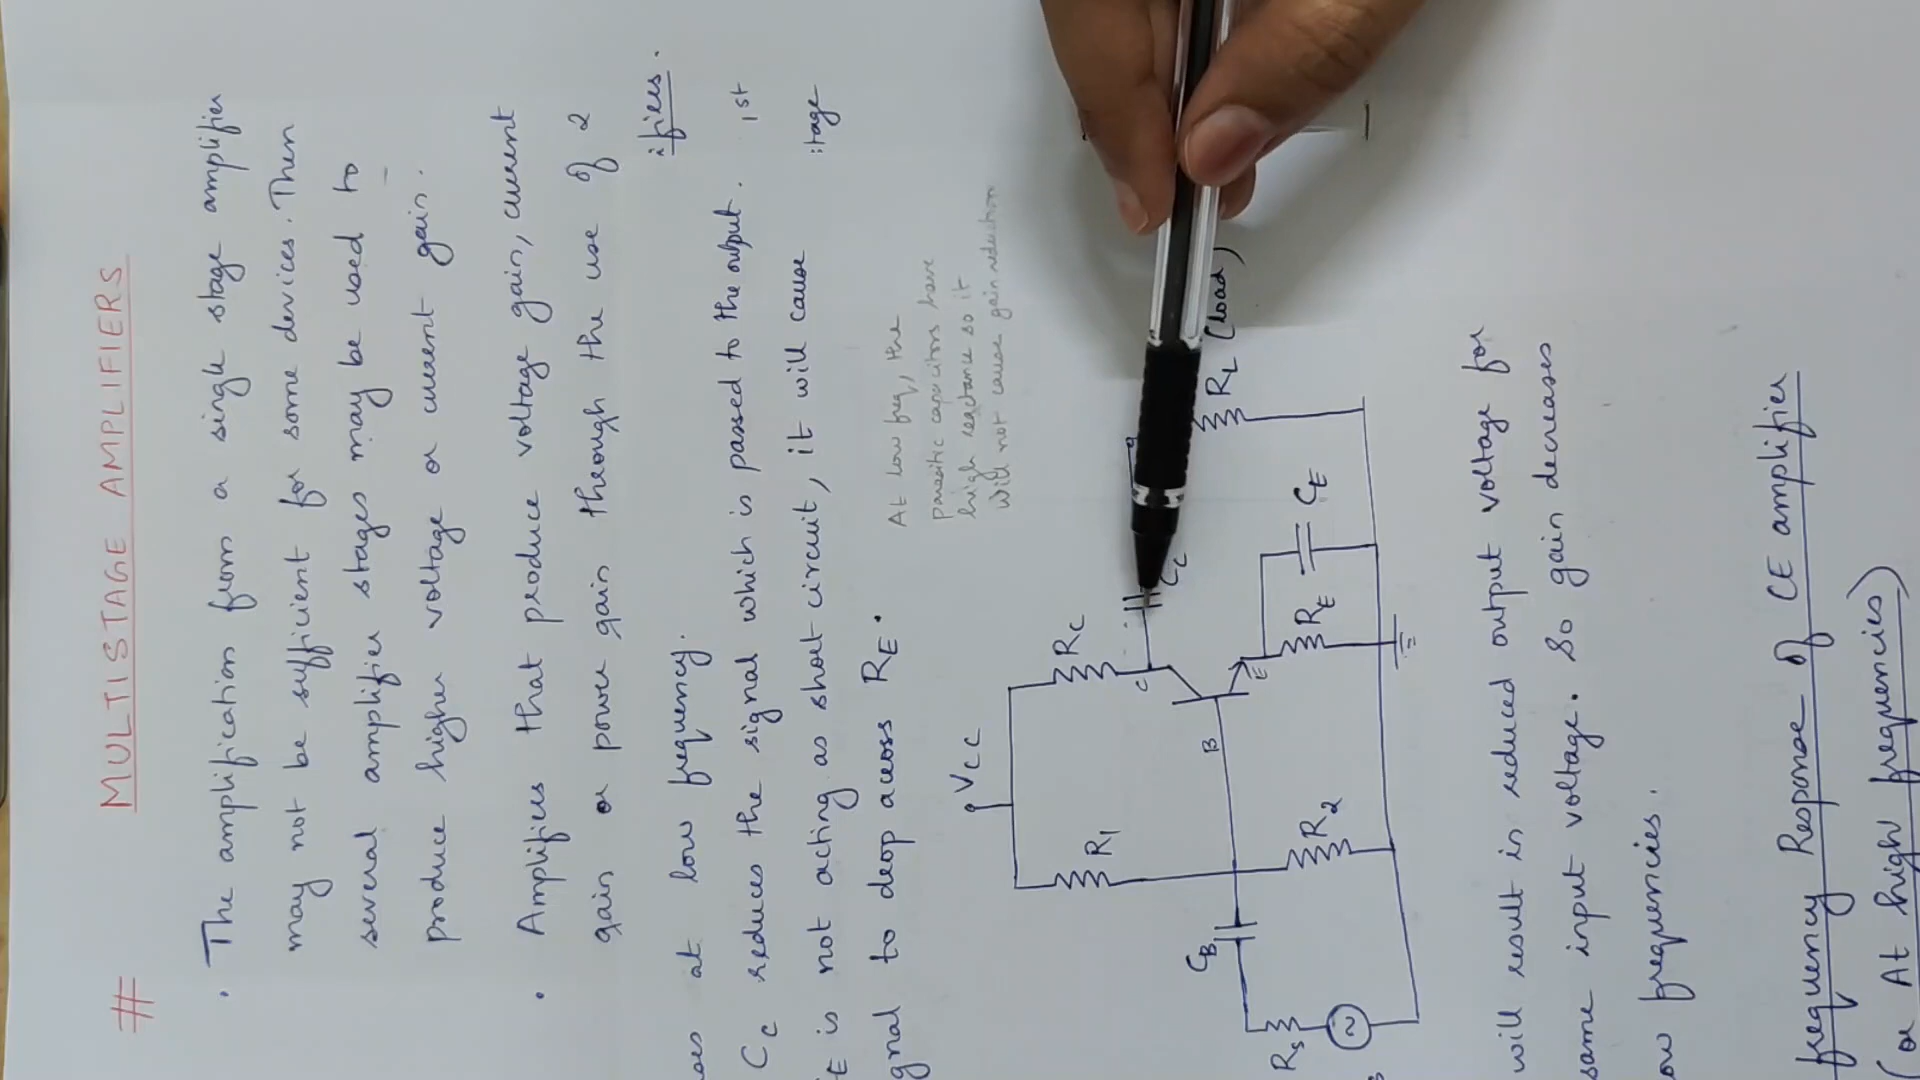 # MULTISTAGE AMPLIFIERS
• The amplification from a single stage amplifier
may not be sufficient for some devices. Then
several amplifier stages may be used to
produce higher voltage or current gain.
• Amplifiers that produce voltage gain, current
gain or power gain through the use of 2
ifiers.
at low frequency.
Cc reduces the signal which is passed to the output. 1st
E is not acting as short circuit, it will cause
tage
gnal to drop across RE.
At low freq, the
parasitic capacitors have
high reactance so it
will not cause gain reduction
VCC
R1
RC
C
CC
B
E
RL (load)
RE
CE
R2
CB
RS
will result in reduced output voltage for
same input voltage. So gain decreases
ow frequencies.
frequency Response of CE amplifier
(or At high frequencies)